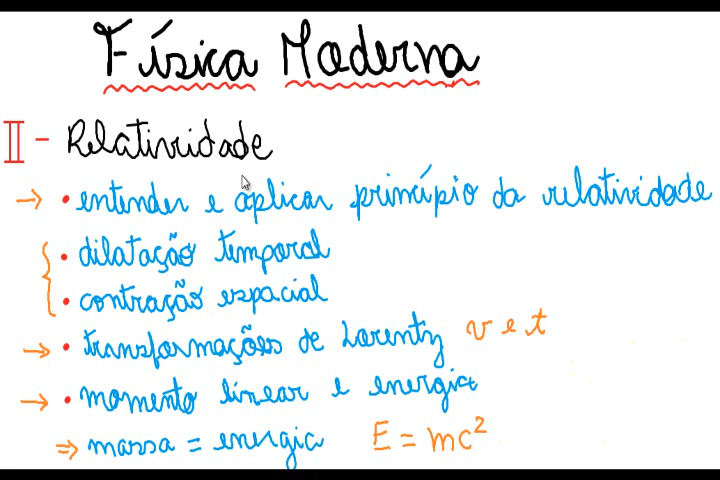 Física Moderna
II - Relatividade
→ • entender e aplicar princípio da relatividade
• dilatação temporal
• contração espacial
→ • transformações de Lorentz v e t
→ • momento linear e energia
⇒ massa = energia E = mc²